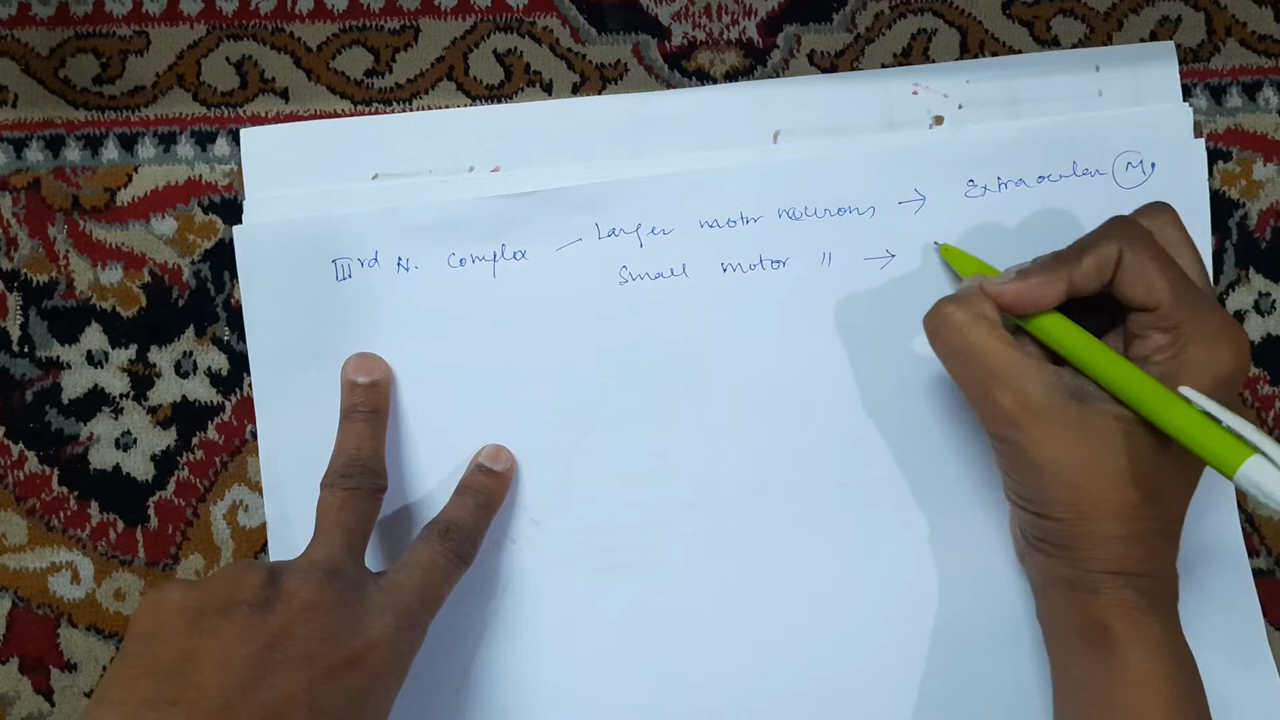 IIIrd N. complex — Larger motor neurons → Extraocular M.
Small motor " →